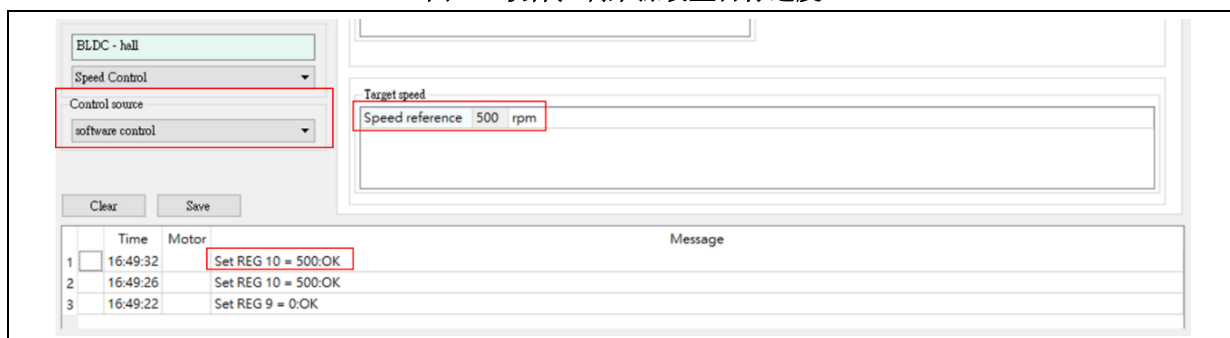 BLDC - hall
Speed Control
Control source
software control
Target speed
Speed reference 500 rpm
Clear Save
Time Motor Message
1 16:49:32 Set REG 10 = 500:OK
2 16:49:26 Set REG 10 = 500:OK
3 16:49:22 Set REG 9 = 0:OK